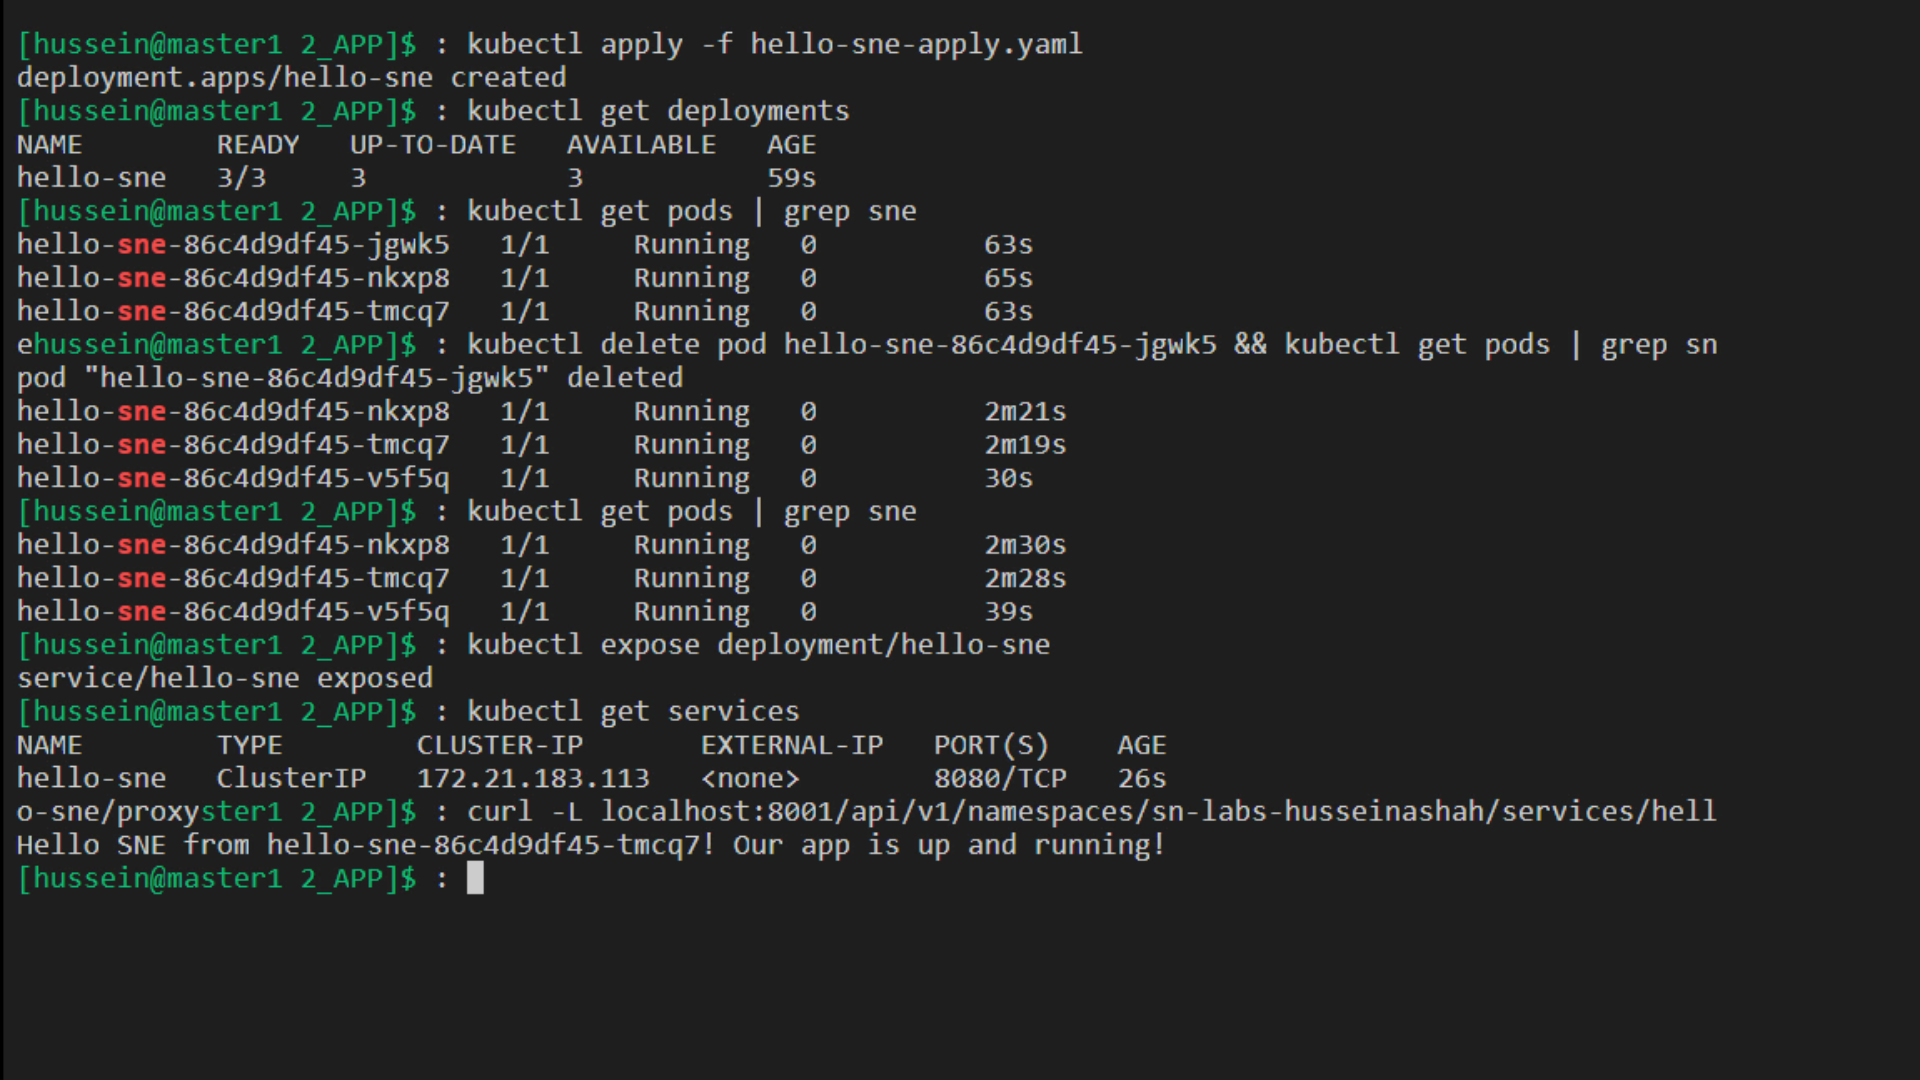 [hussein@master1 2_APP]$ : kubectl apply -f hello-sne-apply.yaml
deployment.apps/hello-sne created
[hussein@master1 2_APP]$ : kubectl get deployments
NAME        READY   UP-TO-DATE   AVAILABLE   AGE
hello-sne   3/3     3            3           59s
[hussein@master1 2_APP]$ : kubectl get pods | grep sne
hello-sne-86c4d9df45-jgwk5   1/1     Running   0          63s
hello-sne-86c4d9df45-nkxp8   1/1     Running   0          65s
hello-sne-86c4d9df45-tmcq7   1/1     Running   0          63s
ehussein@master1 2_APP]$ : kubectl delete pod hello-sne-86c4d9df45-jgwk5 && kubectl get pods | grep sn
pod "hello-sne-86c4d9df45-jgwk5" deleted
hello-sne-86c4d9df45-nkxp8   1/1     Running   0          2m21s
hello-sne-86c4d9df45-tmcq7   1/1     Running   0          2m19s
hello-sne-86c4d9df45-v5f5q   1/1     Running   0          30s
[hussein@master1 2_APP]$ : kubectl get pods | grep sne
hello-sne-86c4d9df45-nkxp8   1/1     Running   0          2m30s
hello-sne-86c4d9df45-tmcq7   1/1     Running   0          2m28s
hello-sne-86c4d9df45-v5f5q   1/1     Running   0          39s
[hussein@master1 2_APP]$ : kubectl expose deployment/hello-sne
service/hello-sne exposed
[hussein@master1 2_APP]$ : kubectl get services
NAME        TYPE        CLUSTER-IP       EXTERNAL-IP   PORT(S)    AGE
hello-sne   ClusterIP   172.21.183.113   <none>        8080/TCP   26s
o-sne/proxyster1 2_APP]$ : curl -L localhost:8001/api/v1/namespaces/sn-labs-husseinashah/services/hell
Hello SNE from hello-sne-86c4d9df45-tmcq7! Our app is up and running!
[hussein@master1 2_APP]$ :